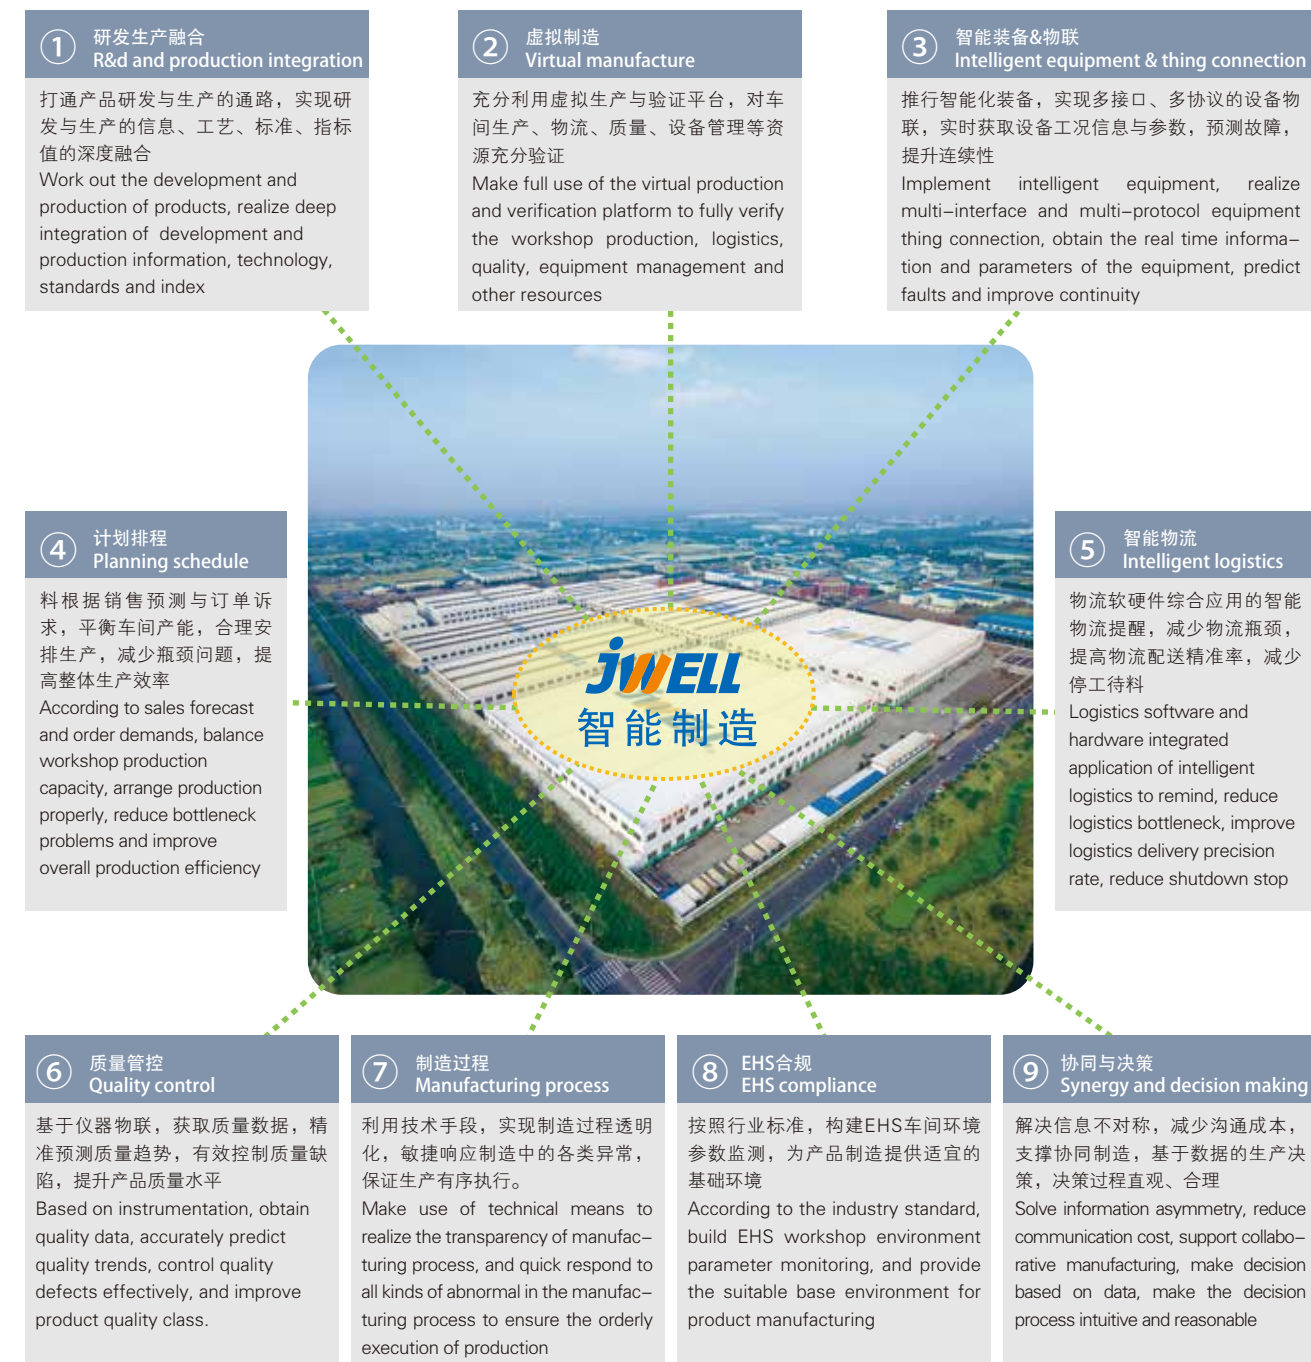 ① 研发生产融合
R&d and production integration
打通产品研发与生产的通路，实现研
发与生产的信息、工艺、标准、指标
值的深度融合
Work out the development and
production of products, realize deep
integration of development and
production information, technology,
standards and index
② 虚拟制造
Virtual manufacture
充分利用虚拟生产与验证平台，对车
间生产、物流、质量、设备管理等资
源充分验证
Make full use of the virtual production
and verification platform to fully verify
the workshop production, logistics,
quality, equipment management and
other resources
③ 智能装备&物联
Intelligent equipment & thing connection
推行智能化装备，实现多接口、多协议的设备物
联，实时获取设备工况信息与参数，预测故障，
提升连续性
Implement intelligent equipment, realize
multi-interface and multi-protocol equipment
thing connection, obtain the real time informa-
tion and parameters of the equipment, predict
faults and improve continuity
④ 计划排程
Planning schedule
料根据销售预测与订单诉
求，平衡车间产能，合理安
排生产，减少瓶颈问题，提
高整体生产效率
According to sales forecast
and order demands, balance
workshop production
capacity, arrange production
properly, reduce bottleneck
problems and improve
overall production efficiency
JWELL
智能制造
⑤ 智能物流
Intelligent logistics
物流软硬件综合应用的智能
物流提醒，减少物流瓶颈，
提高物流配送精准率，减少
停工待料
Logistics software and
hardware integrated
application of intelligent
logistics to remind, reduce
logistics bottleneck, improve
logistics delivery precision
rate, reduce shutdown stop
⑥ 质量管控
Quality control
基于仪器物联，获取质量数据，精
准预测质量趋势，有效控制质量缺
陷，提升产品质量水平
Based on instrumentation, obtain
quality data, accurately predict
quality trends, control quality
defects effectively, and improve
product quality class.
⑦ 制造过程
Manufacturing process
利用技术手段，实现制造过程透明
化，敏捷响应制造中的各类异常，
保证生产有序执行。
Make use of technical means to
realize the transparency of manufac-
turing process, and quick respond to
all kinds of abnormal in the manufac-
turing process to ensure the orderly
execution of production
⑧ EHS合规
EHS compliance
按照行业标准，构建EHS车间环境
参数监测，为产品制造提供适宜的
基础环境
According to the industry standard,
build EHS workshop environment
parameter monitoring, and provide
the suitable base environment for
product manufacturing
⑨ 协同与决策
Synergy and decision making
解决信息不对称，减少沟通成本，
支撑协同制造，基于数据的生产决
策，决策过程直观、合理
Solve information asymmetry, reduce
communication cost, support collabo-
rative manufacturing, make decision
based on data, make the decision
process intuitive and reasonable